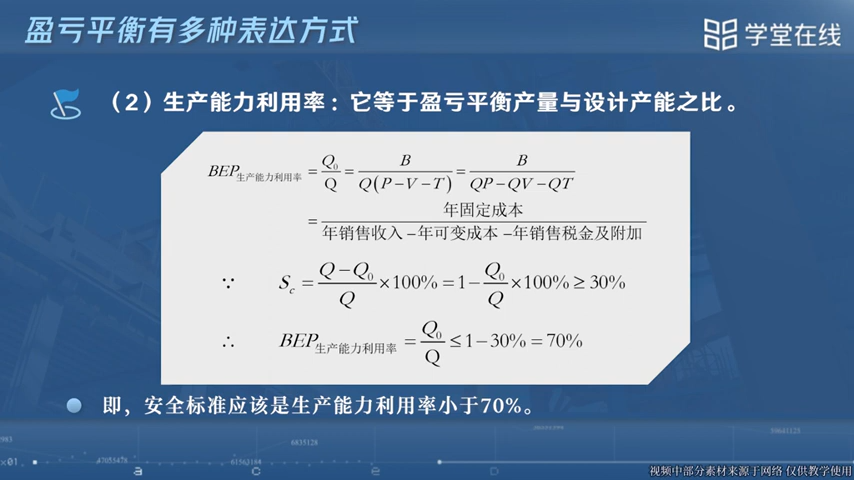 盈亏平衡有多种表达方式
学堂在线
（2）生产能力利用率：它等于盈亏平衡产量与设计产能之比。
BEP生产能力利用率 = Q₀/Q = B/Q(P−V−T) = B/QP−QV−QT
= 年固定成本/年销售收入−年可变成本−年销售税金及附加
∵ Sc = Q−Q₀/Q ×100% = 1− Q₀/Q ×100% ≥ 30%
∴ BEP生产能力利用率 = Q₀/Q ≤ 1−30% = 70%
即，安全标准应该是生产能力利用率小于70%。
6835128
47053478
61563184
a c e D
视频中部分素材来源于网络 仅供教学使用